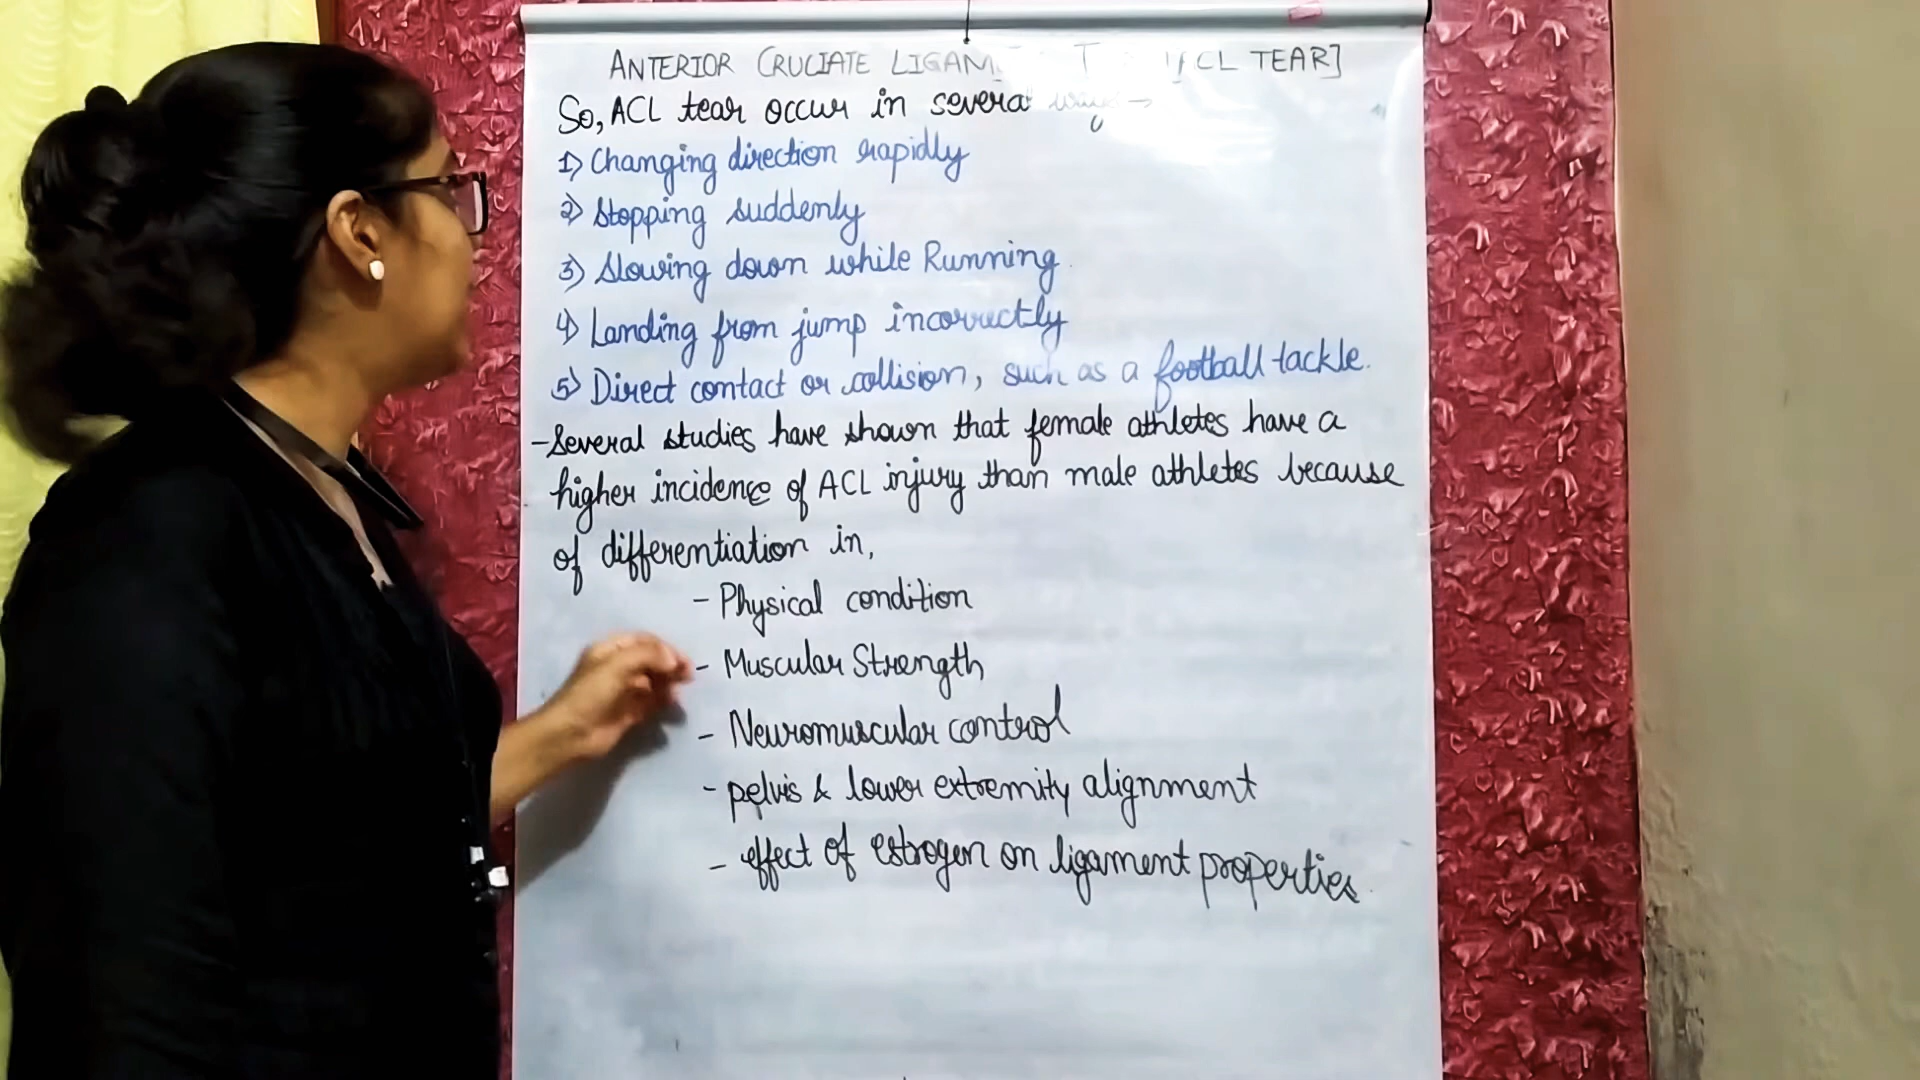 ANTERIOR CRUCIATE [CL TEAR]
So, ACL tear occur in several ways →
1) Changing direction rapidly
2) Stopping suddenly
3) Slowing down while Running
4) Landing from jump incorrectly
5) Direct contact or collision, such as a football tackle.
- Several studies have shown that female athletes have a
higher incidence of ACL injury than male athletes because
of differentiation in,
- Physical condition
- Muscular Strength
- Neuromuscular control
- pelvis & lower extremity alignment
- effect of estrogen on ligament properties.